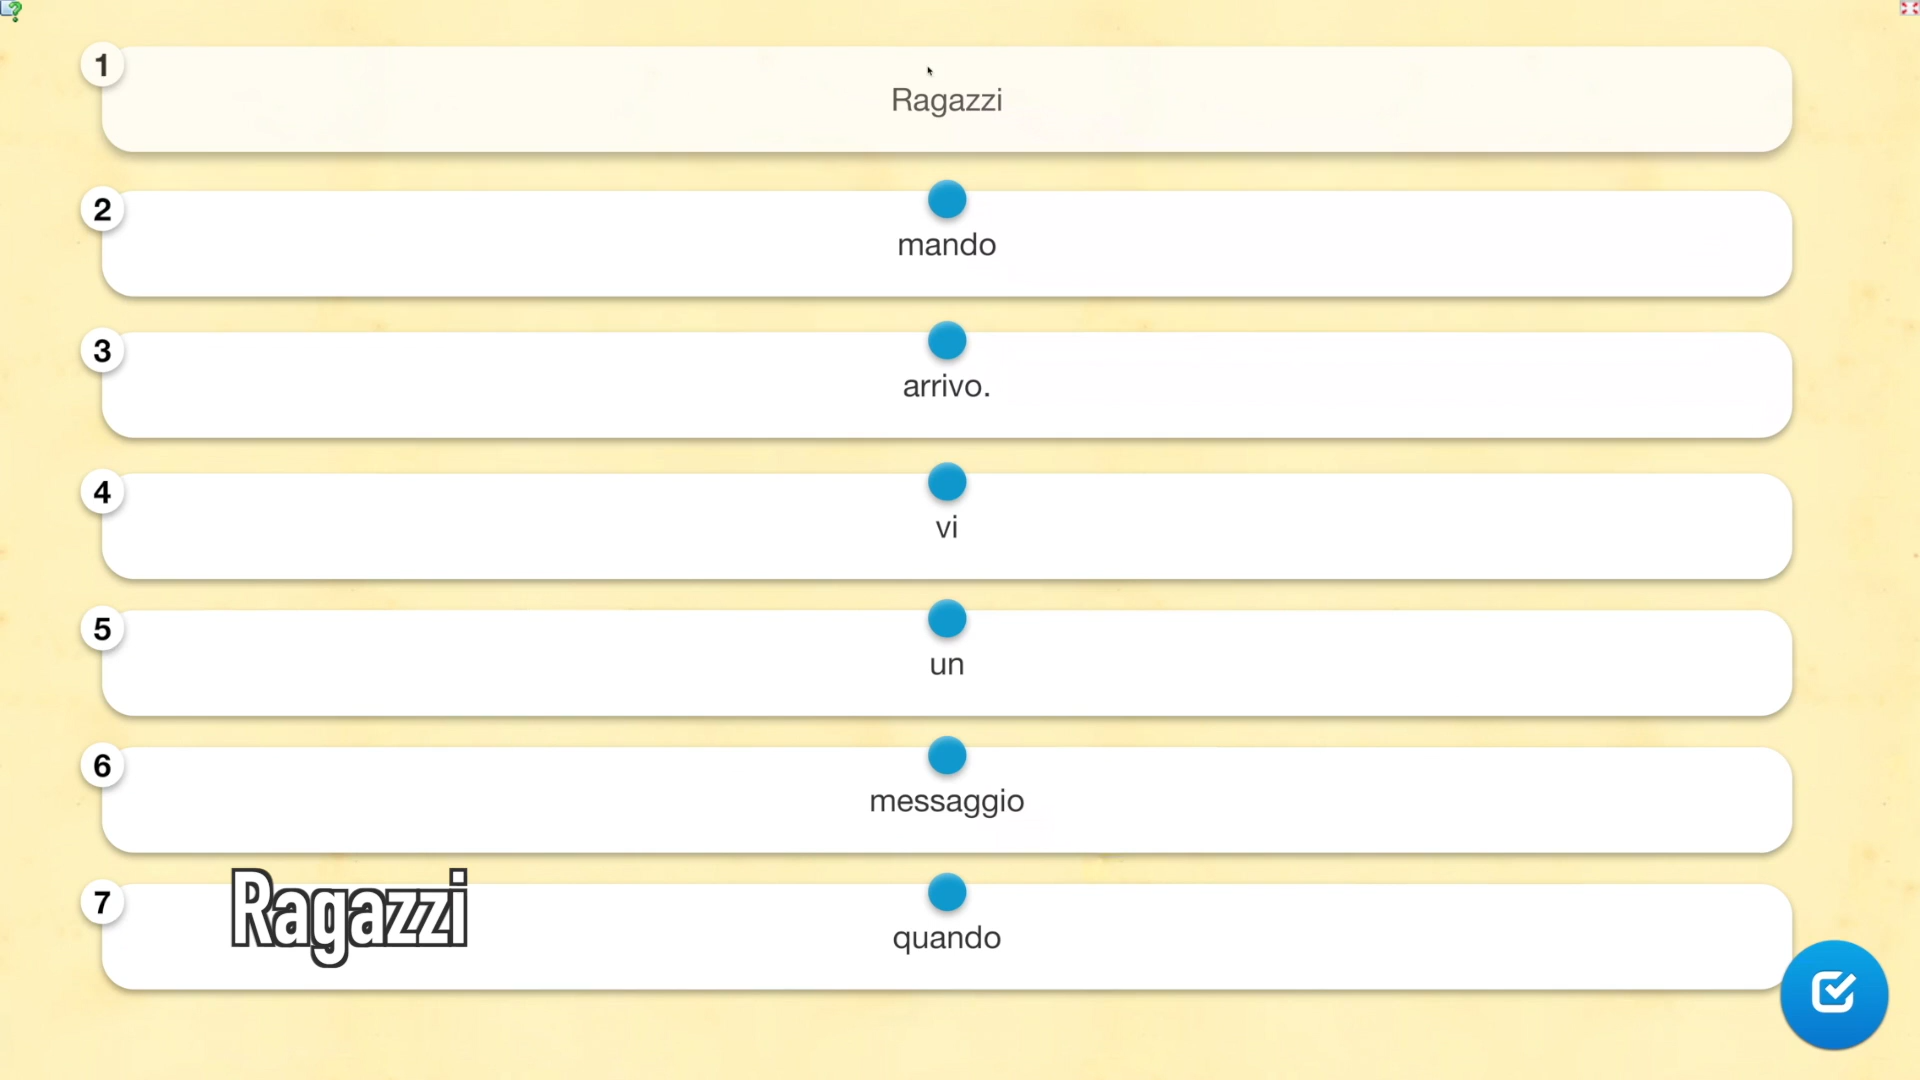 1
Ragazzi
2
mando
3
arrivo.
4
vi
5
un
6
messaggio
7
Ragazzi
quando